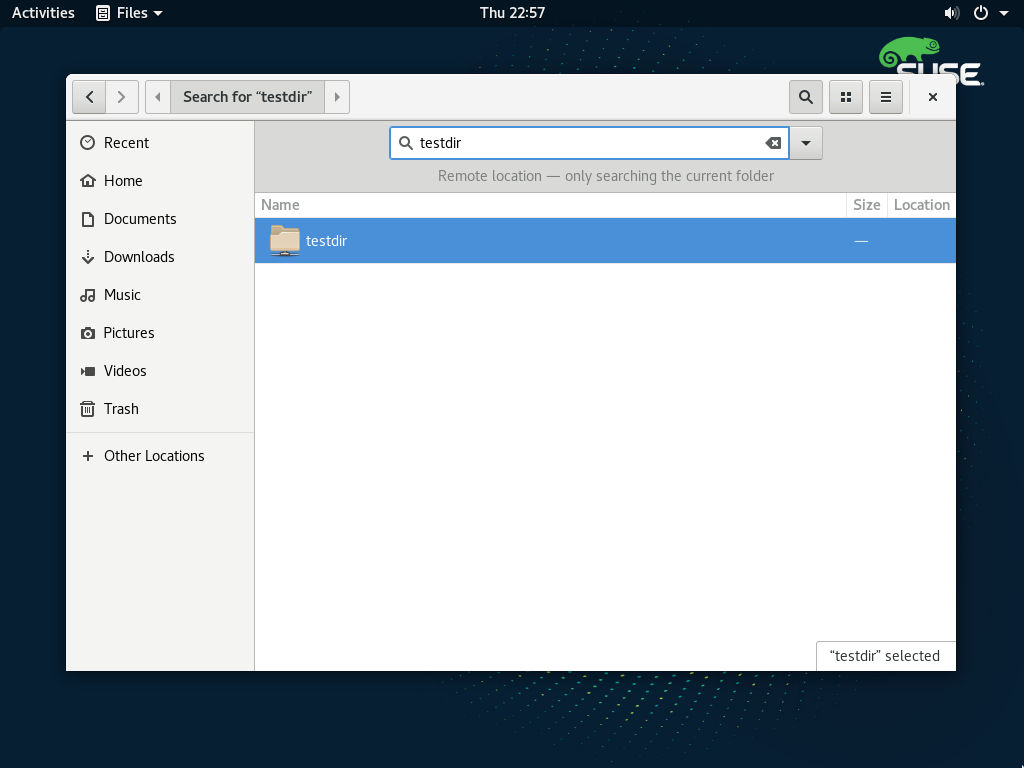 Activities Files Thu 22:57
SUSE
Search for “testdir”
testdir
Remote location — only searching the current folder
Recent
Home
Documents
Downloads
Music
Pictures
Videos
Trash
Other Locations
Name Size Location
testdir —
“testdir” selected